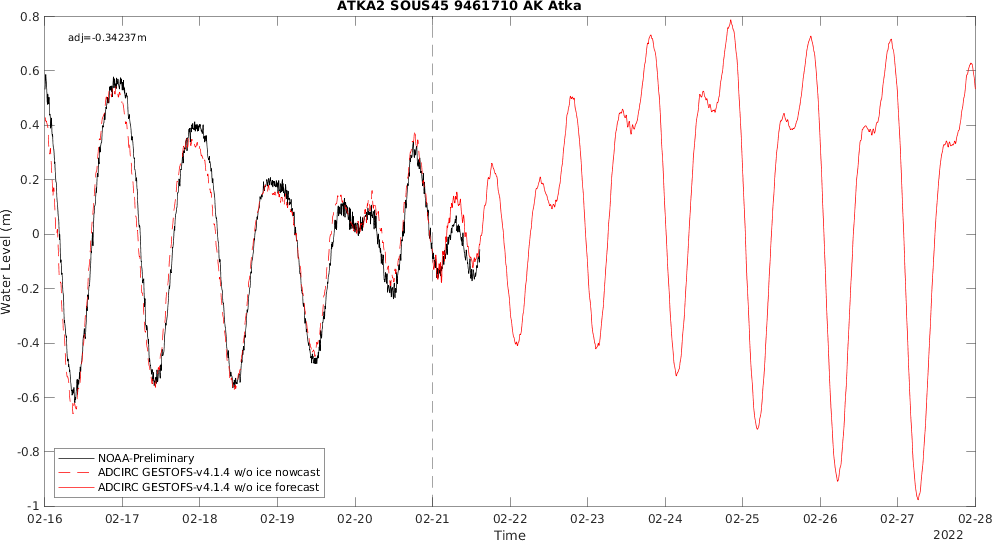 ATKA2 SOUS45 9461710 AK Atka
adj=-0.34237m
0.8
0.6
0.4
0.2
0
-0.2
-0.4
-0.6
-0.8
-1
Water Level (m)
NOAA-Preliminary
ADCIRC GESTOFS-v4.1.4 w/o ice nowcast
ADCIRC GESTOFS-v4.1.4 w/o ice forecast
02-16 02-17 02-18 02-19 02-20 02-21 02-22 02-23 02-24 02-25 02-26 02-27 02-28
Time
2022